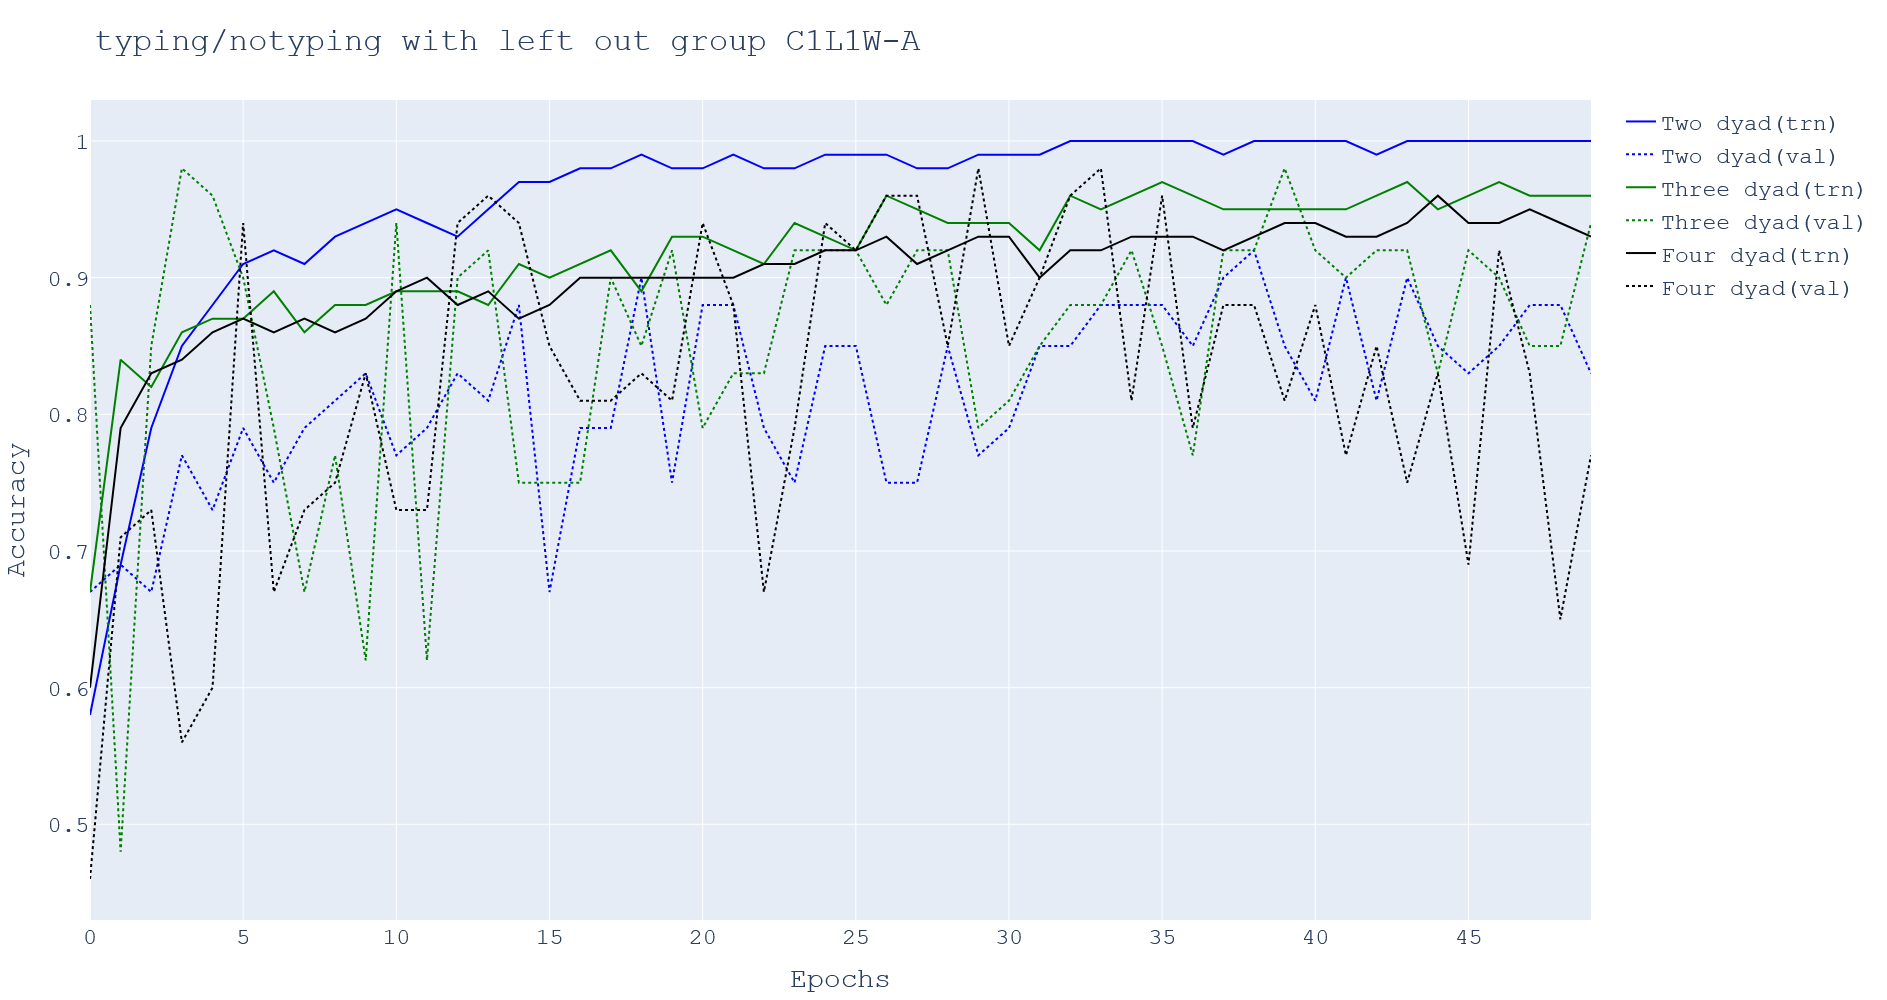 typing/notyping with left out group C1L1W-A
Two dyad(trn)
Two dyad(val)
Three dyad(trn)
Three dyad(val)
Four dyad(trn)
Four dyad(val)
Accuracy
1
0.9
0.8
0.7
0.6
0.5
0 5 10 15 20 25 30 35 40 45
Epochs